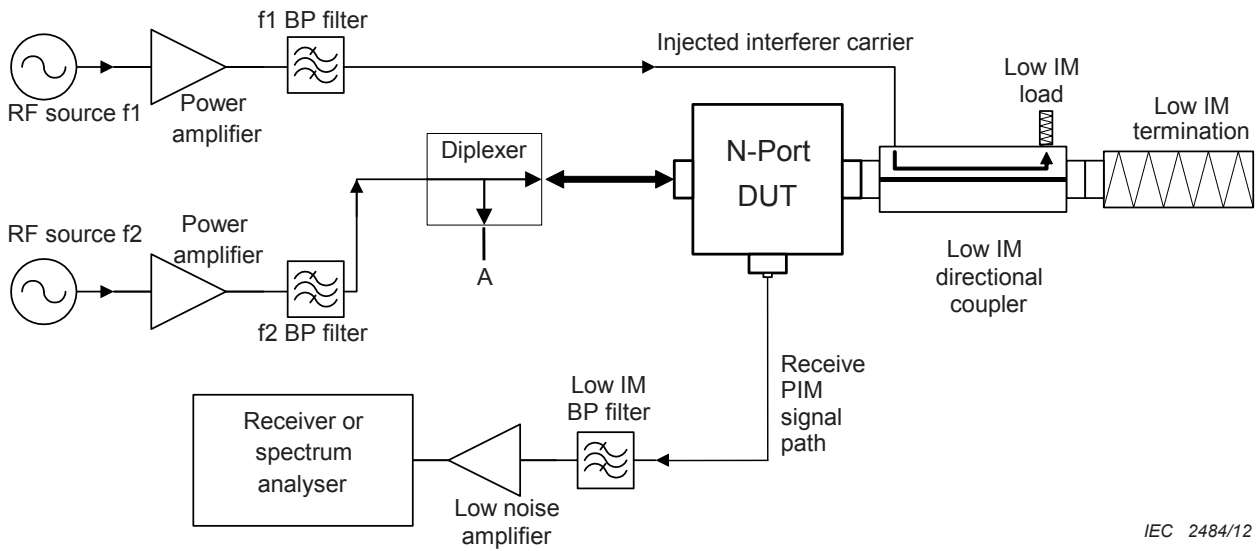 f1 BP filter
Injected interferer carrier
RF source f1
Power
amplifier
Low IM
load
Low IM
termination
Diplexer
N-Port
DUT
RF source f2
Power
amplifier
A
f2 BP filter
Low IM
directional
coupler
Receive
PIM
signal
path
Low IM
BP filter
Receiver or
spectrum
analyser
Low noise
amplifier
IEC 2484/12